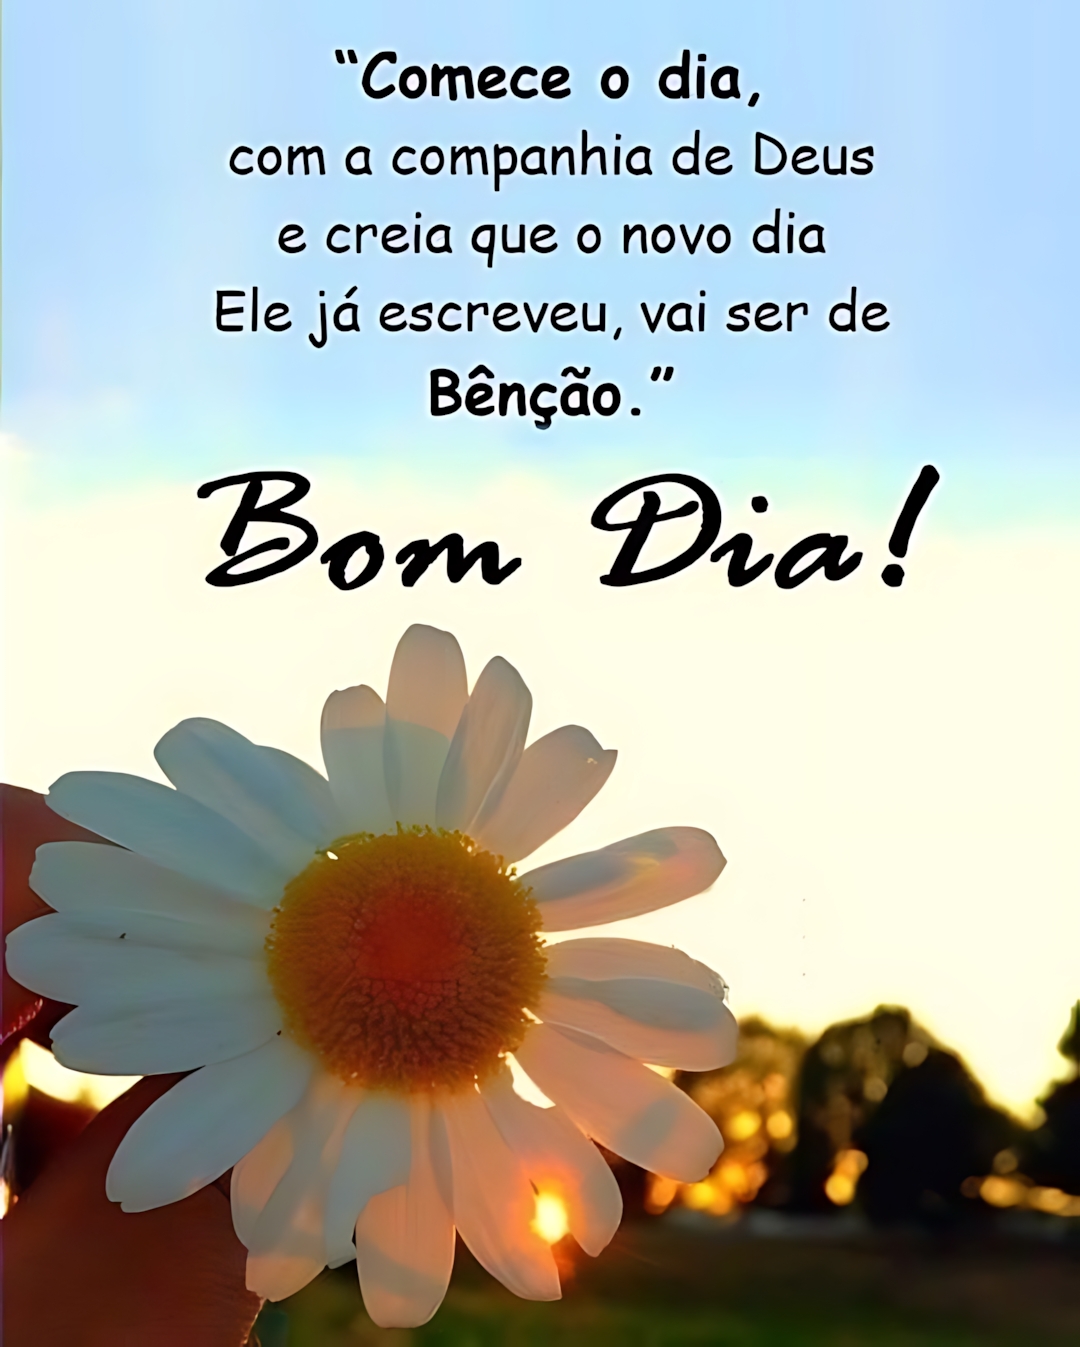 “Comece o dia,
com a companhia de Deus
e creia que o novo dia
Ele já escreveu, vai ser de
Bênção.”
Bom Dia!